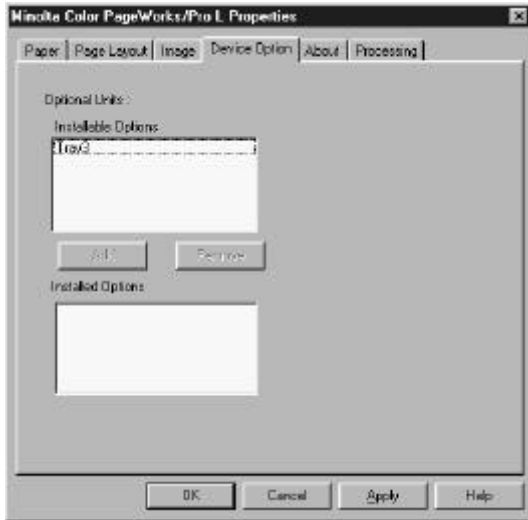 Minolta Color PageWorks/Pro L Properties
Paper Page Layout Image Device Option About Processing
Optional Units :
Installable Options
Tray3
Add Remove
Installed Options
OK Cancel Apply Help